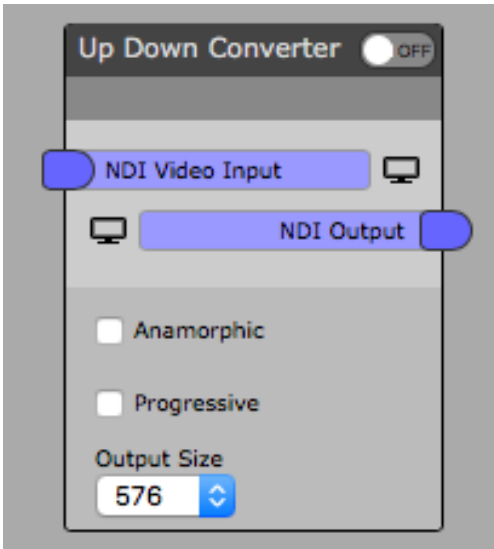 Up Down Converter OFF
NDI Video Input
NDI Output
Anamorphic
Progressive
Output Size
576